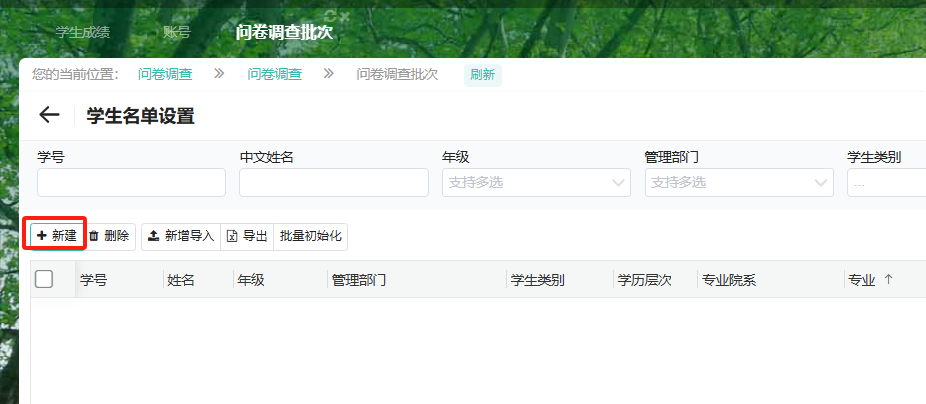 学生成绩 账号 问卷调查批次
您的当前位置： 问卷调查 » 问卷调查 » 问卷调查批次 刷新
学生名单设置
学号 中文姓名 年级 管理部门 学生类别
支持多选 支持多选 ...
新建 删除 新增导入 导出 批量初始化
学号 姓名 年级 管理部门 学生类别 学历层次 专业院系 专业